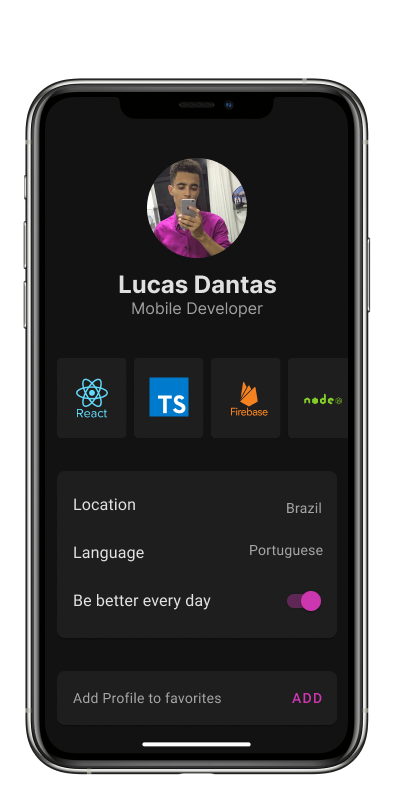 Lucas Dantas
Mobile Developer
React
TS
Firebase
node
Location
Brazil
Language
Portuguese
Be better every day
Add Profile to favorites
ADD